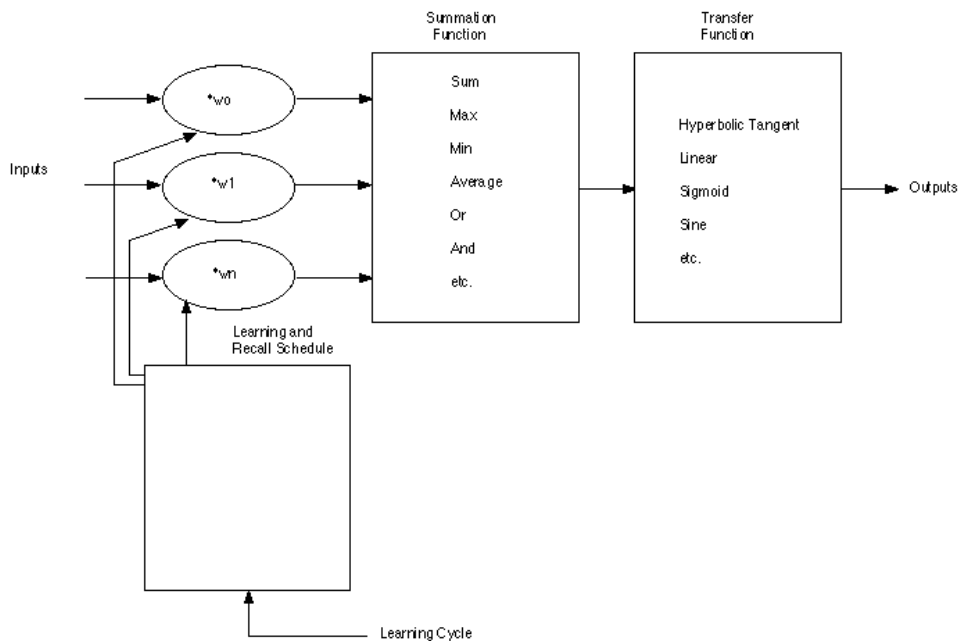 Summation
Function
Transfer
Function
Inputs
*wo
*w1
*wn
Sum
Max
Min
Average
Or
And
etc.
Hyperbolic Tangent
Linear
Sigmoid
Sine
etc.
Outputs
Learning and
Recall Schedule
Learning Cycle